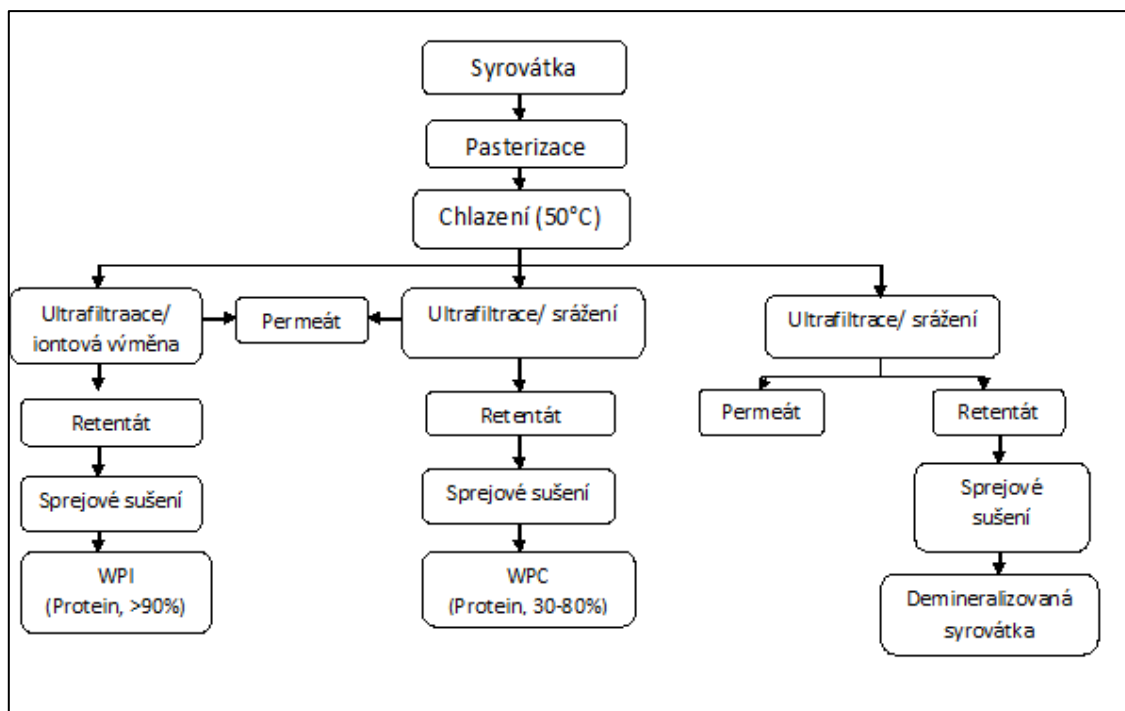 Syrovátka
Pasterizace
Chlazení (50°C)
Ultrafiltraace/
iontová výměna
Permeát
Ultrafiltrace/ srážení
Ultrafiltrace/ srážení
Retentát
Retentát
Permeát
Retentát
Sprejové sušení
Sprejové sušení
Sprejové
sušení
WPI
(Protein, >90%)
WPC
(Protein, 30-80%)
Demineralizovaná
syrovátka